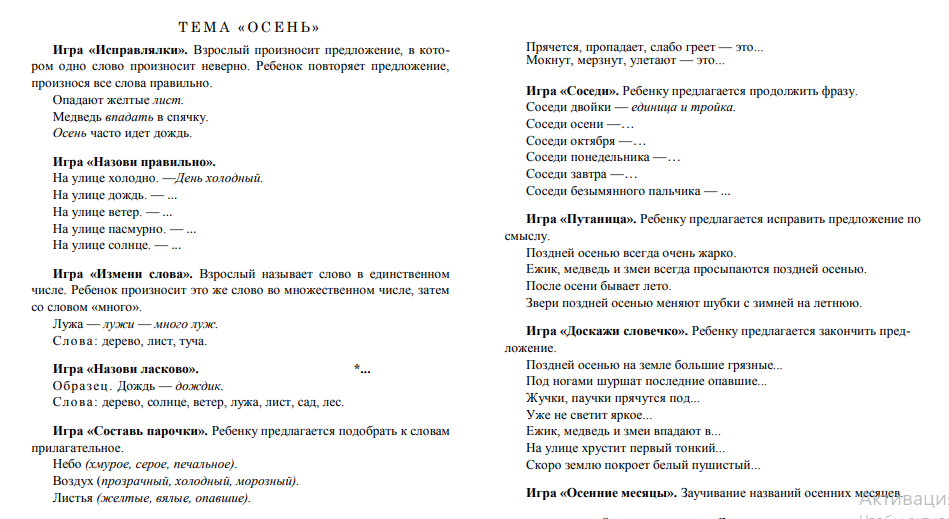 ТЕМА «ОСЕНЬ»
Игра «Исправлялки». Взрослый произносит предложение, в кото-
ром одно слово произносит неверно. Ребенок повторяет предложение,
произнося все слова правильно.
Опадают желтые лист.
Медведь впадать в спячку.
Осень часто идет дождь.
Игра «Назови правильно».
На улице холодно. —День холодный.
На улице дождь. — ...
На улице ветер. — ...
На улице пасмурно. — ...
На улице солнце. — ...
Игра «Измени слова». Взрослый называет слово в единственном
числе. Ребенок произносит это же слово во множественном числе, затем
со словом «много».
Лужа — лужи — много луж.
Слова: дерево, лист, туча.
Игра «Назови ласково». *...
Образец. Дождь — дождик.
Слова: дерево, солнце, ветер, лужа, лист, сад, лес.
Игра «Составь парочки». Ребенку предлагается подобрать к словам
прилагательное.
Небо (хмурое, серое, печальное).
Воздух (прозрачный, холодный, морозный).
Листья (желтые, вялые, опавшие).
Прячется, пропадает, слабо греет — это...
Мокнут, мерзнут, улетают — это...
Игра «Соседи». Ребенку предлагается продолжить фразу.
Соседи двойки — единица и тройка.
Соседи осени —…
Соседи октября —…
Соседи понедельника —…
Соседи завтра —…
Соседи безымянного пальчика — ...
Игра «Путаница». Ребенку предлагается исправить предложение по
смыслу.
Поздней осенью всегда очень жарко.
Ежик, медведь и змеи всегда просыпаются поздней осенью.
После осени бывает лето.
Звери поздней осенью меняют шубки с зимней на летнюю.
Игра «Доскажи словечко». Ребенку предлагается закончить пред-
ложение.
Поздней осенью на земле большие грязные...
Под ногами шуршат последние опавшие...
Жучки, паучки прячутся под...
Уже не светит яркое...
Ежик, медведь и змеи впадают в...
На улице хрустит первый тонкий...
Скоро землю покроет белый пушистый...
Игра «Осенние месяцы». Заучивание названий осенних месяцев.
Активация